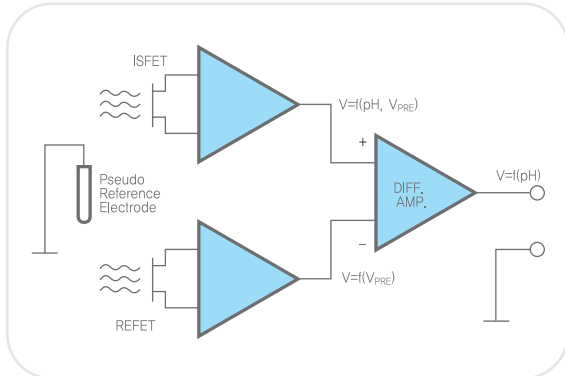 ISFET
V=f(pH, VPRE)
+
V=f(pH)
DIFF.
AMP.
Pseudo
Reference
Electrode
–
V=f(VPRE)
REFET